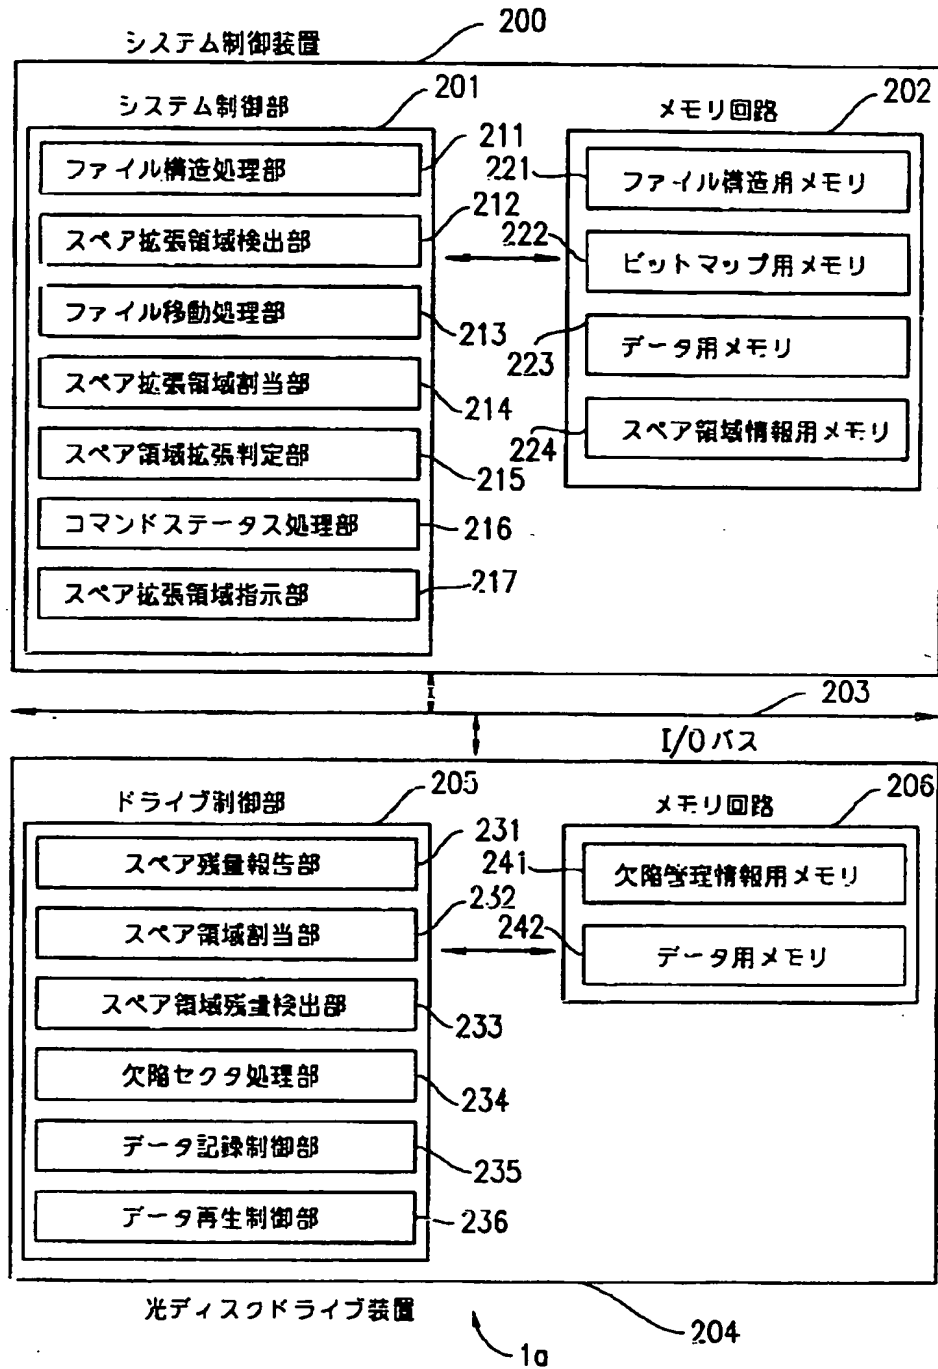 200
システム制御装置
システム制御部
201
メモリ回路
202
ファイル構造処理部
211
221
ファイル構造用メモリ
スペア拡張領域検出部
212
222
ビットマップ用メモリ
ファイル移動処理部
213
223
データ用メモリ
スペア拡張領域割当部
214
224
スペア領域情報用メモリ
スペア領域拡張判定部
215
コマンドステータス処理部
216
スペア拡張領域指示部
217
203
I/Oバス
ドライブ制御部
205
メモリ回路
206
スペア残量報告部
231
241
欠陥管理情報用メモリ
スペア領域割当部
232
242
データ用メモリ
スペア領域残量検出部
233
欠陥セクタ処理部
234
データ記録制御部
235
データ再生制御部
236
光ディスクドライブ装置
204
1a